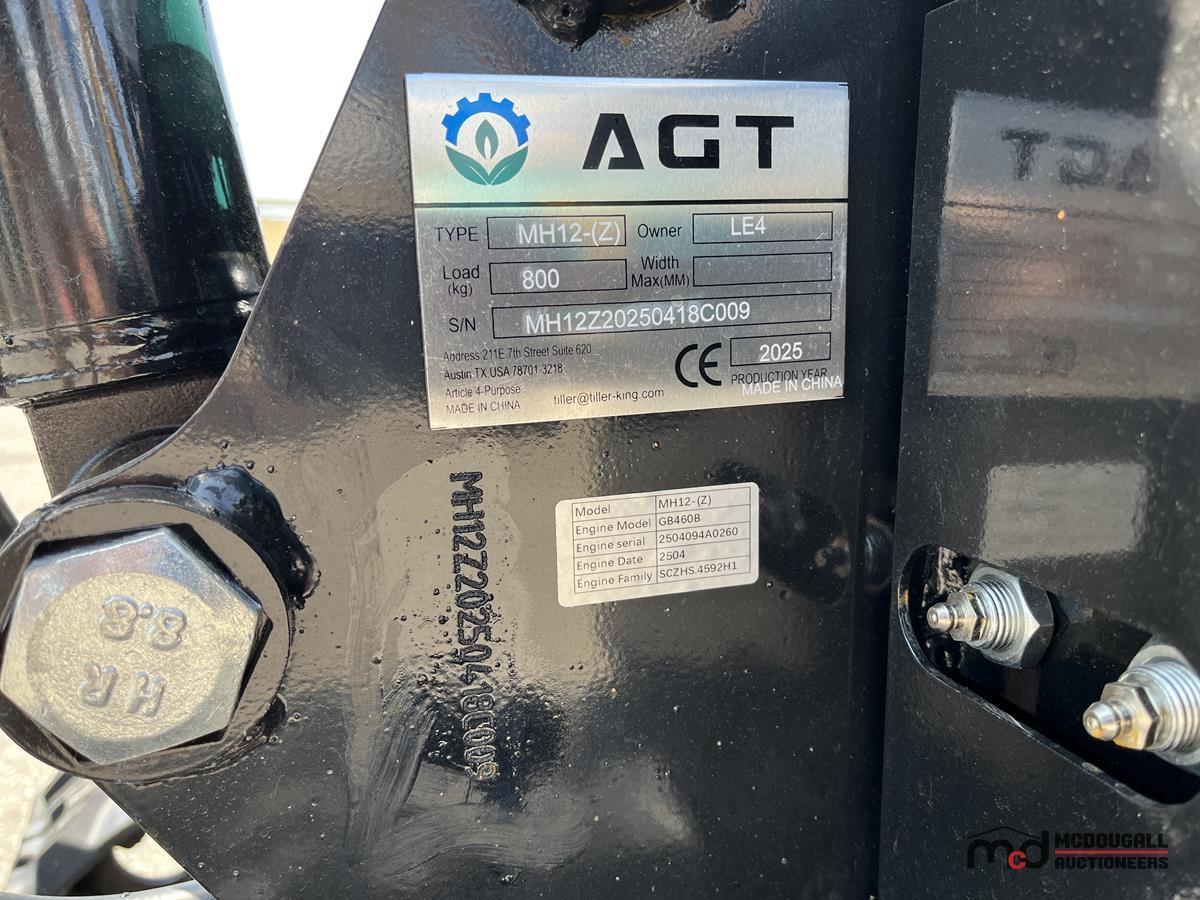 AGT
TYPE MH12-(Z) Owner LE4
Load (kg) 800 Width Max(MM)
S/N MH12Z20250418C009
Address 211E.7th Street Suite 620
Austin TX USA 78701-3218
Article 4-Purpose
MADE IN CHINA
tiller@tiller-king.com
CE 2025
PRODUCTION YEAR
MADE IN CHINA
Model MH12-(Z)
Engine Model GB460B
Engine serial 2504094A0260
Engine Date 2504
Engine Family SCZHS.4592H1
MH12Z20250418C009
8.8
HR
mcd MCDOUGALL
AUCTIONEERS